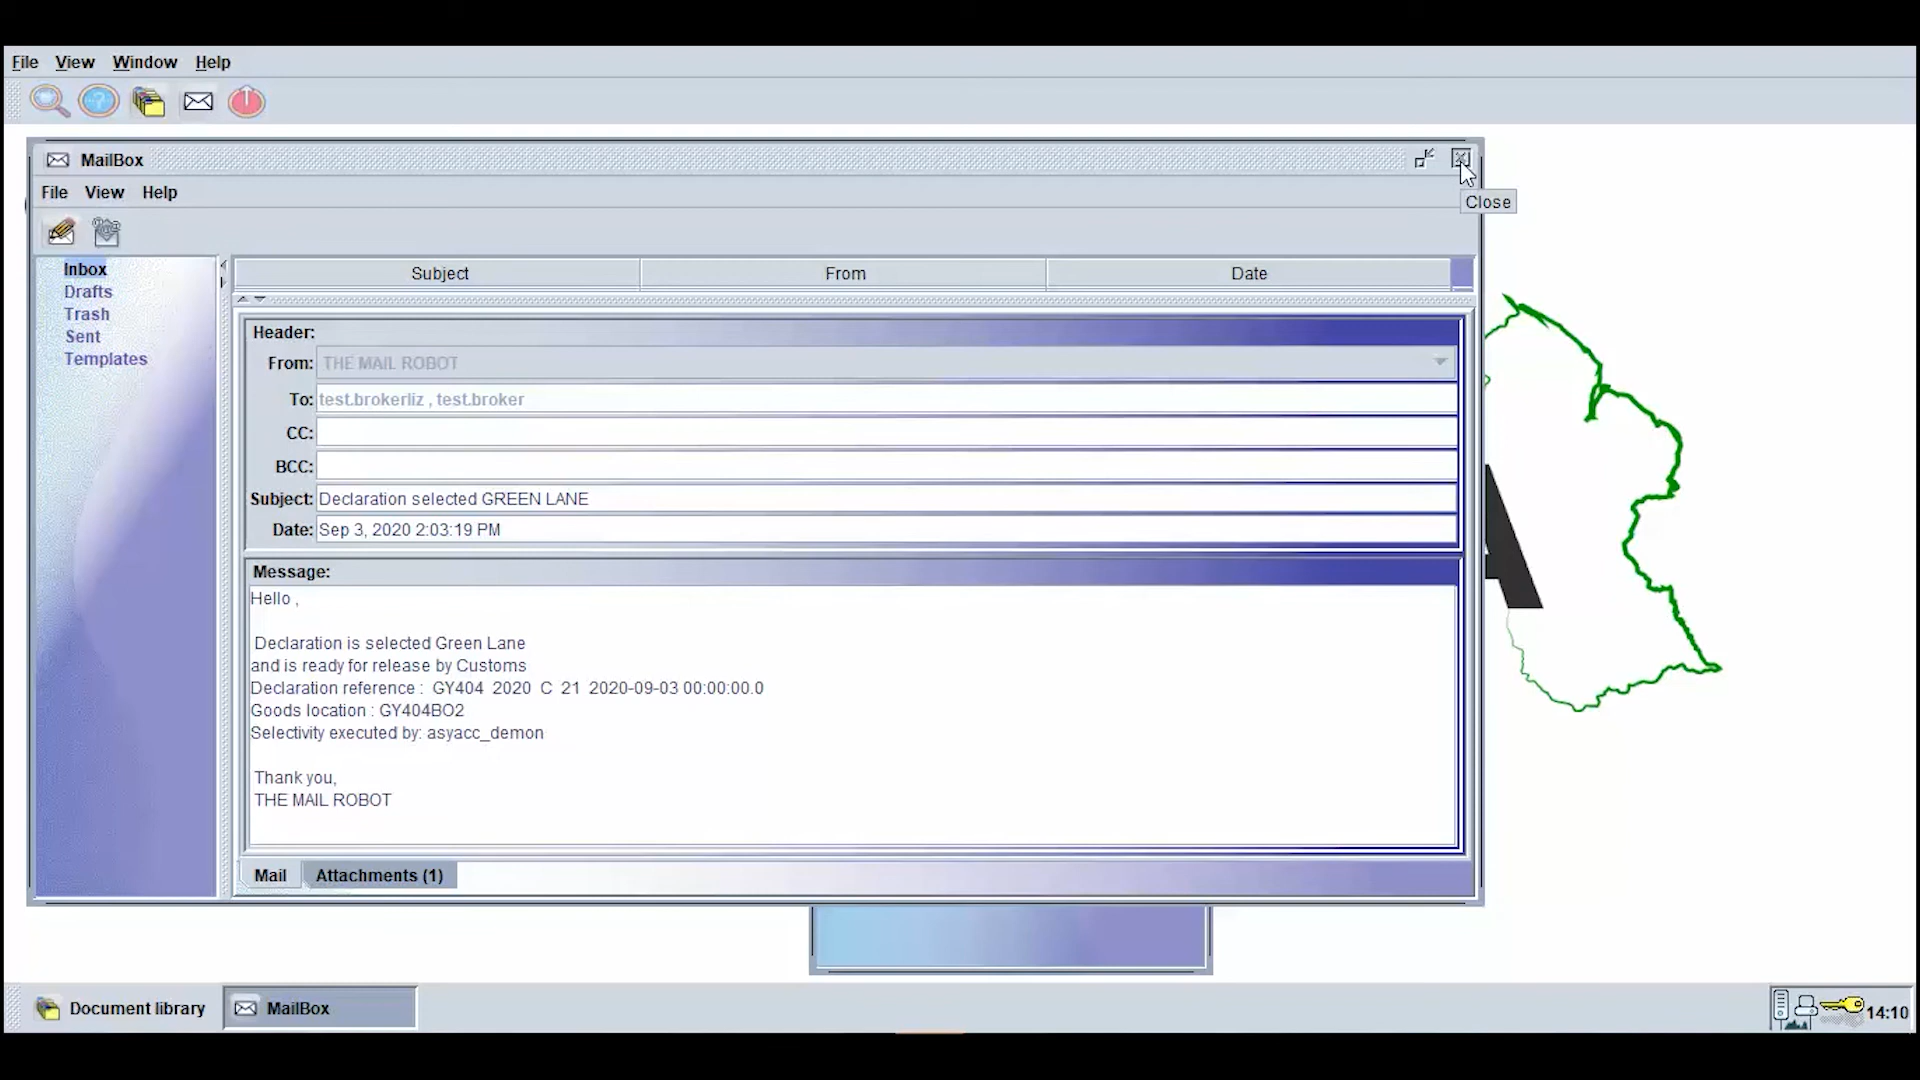 File View Window Help
MailBox
Close
File View Help
Inbox
Drafts
Trash
Sent
Templates
Subject From Date
Header:
From: THE MAIL ROBOT
To: test.brokerliz , test.broker
CC:
BCC:
Subject: Declaration selected GREEN LANE
Date: Sep 3, 2020 2:03:19 PM
Message:
Hello ,
Declaration is selected Green Lane
and is ready for release by Customs
Declaration reference : GY404 2020 C 21 2020-09-03 00:00:00.0
Goods location : GY404BO2
Selectivity executed by: asyacc_demon
Thank you,
THE MAIL ROBOT
Mail Attachments (1)
A
Document library MailBox 14:10